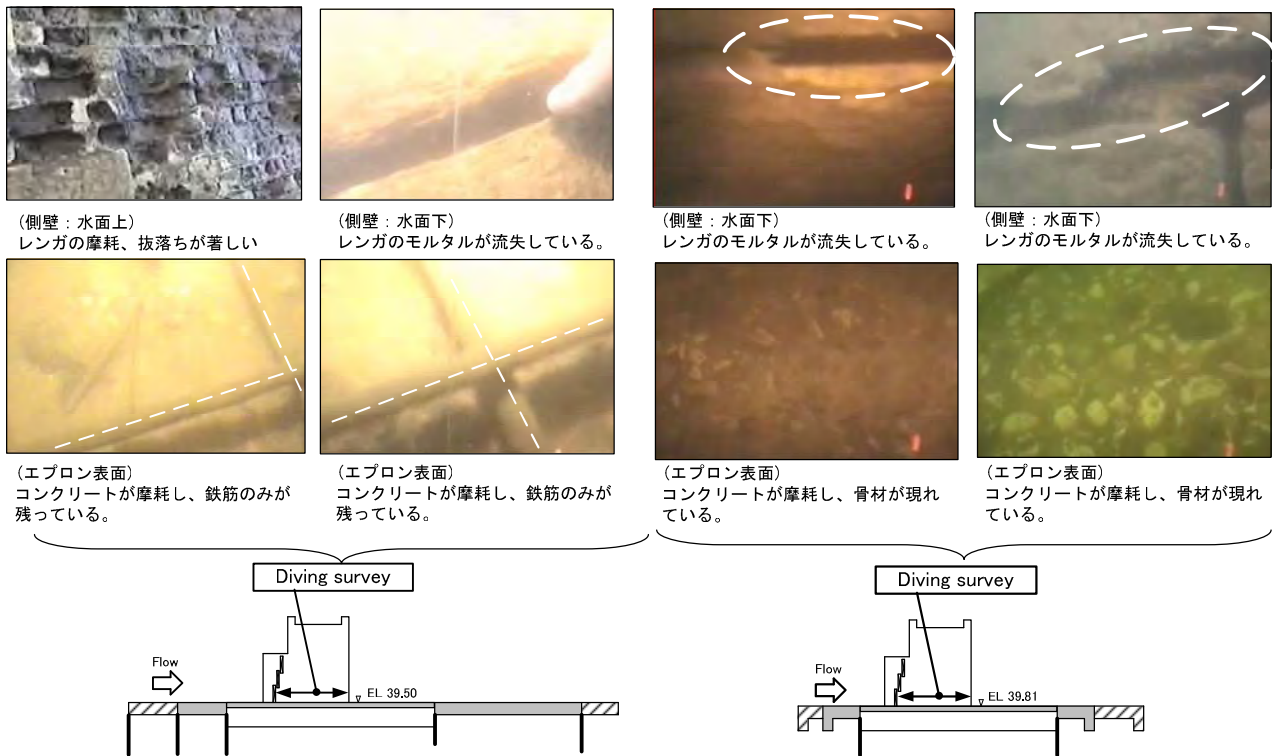 (側壁：水面上)
レンガの摩耗、抜落ちが著しい
(側壁：水面下)
レンガのモルタルが流失している。
(側壁：水面下)
レンガのモルタルが流失している。
(側壁：水面下)
レンガのモルタルが流失している。
(エプロン表面)
コンクリートが摩耗し、鉄筋のみが
残っている。
(エプロン表面)
コンクリートが摩耗し、鉄筋のみが
残っている。
(エプロン表面)
コンクリートが摩耗し、骨材が現れ
ている。
(エプロン表面)
コンクリートが摩耗し、骨材が現れ
ている。
Diving survey
Flow
EL 39.50
Diving survey
Flow
EL 39.81